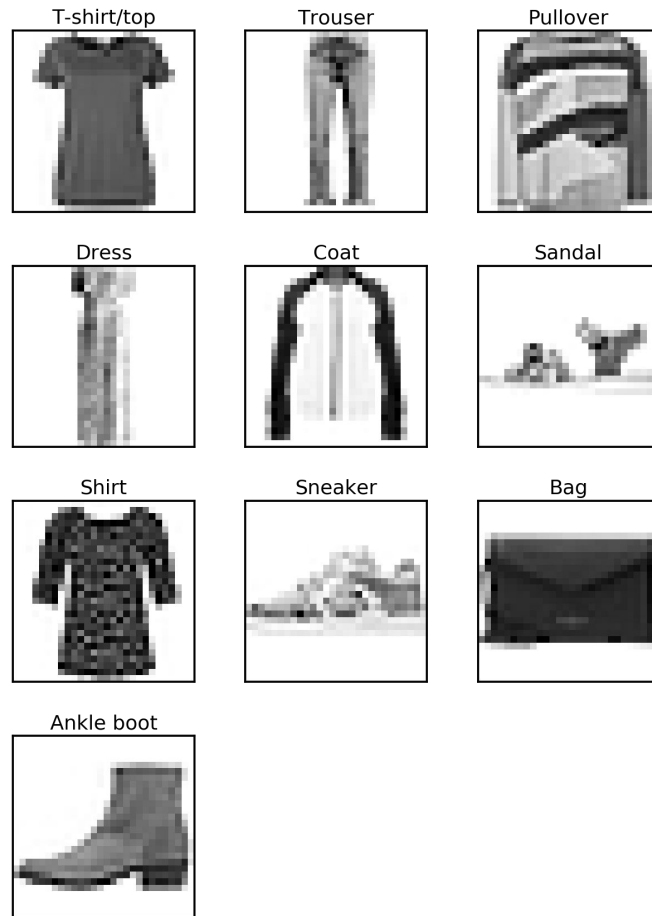 T-shirt/top
Trouser
Pullover
Dress
Coat
Sandal
Shirt
Sneaker
Bag
Ankle boot